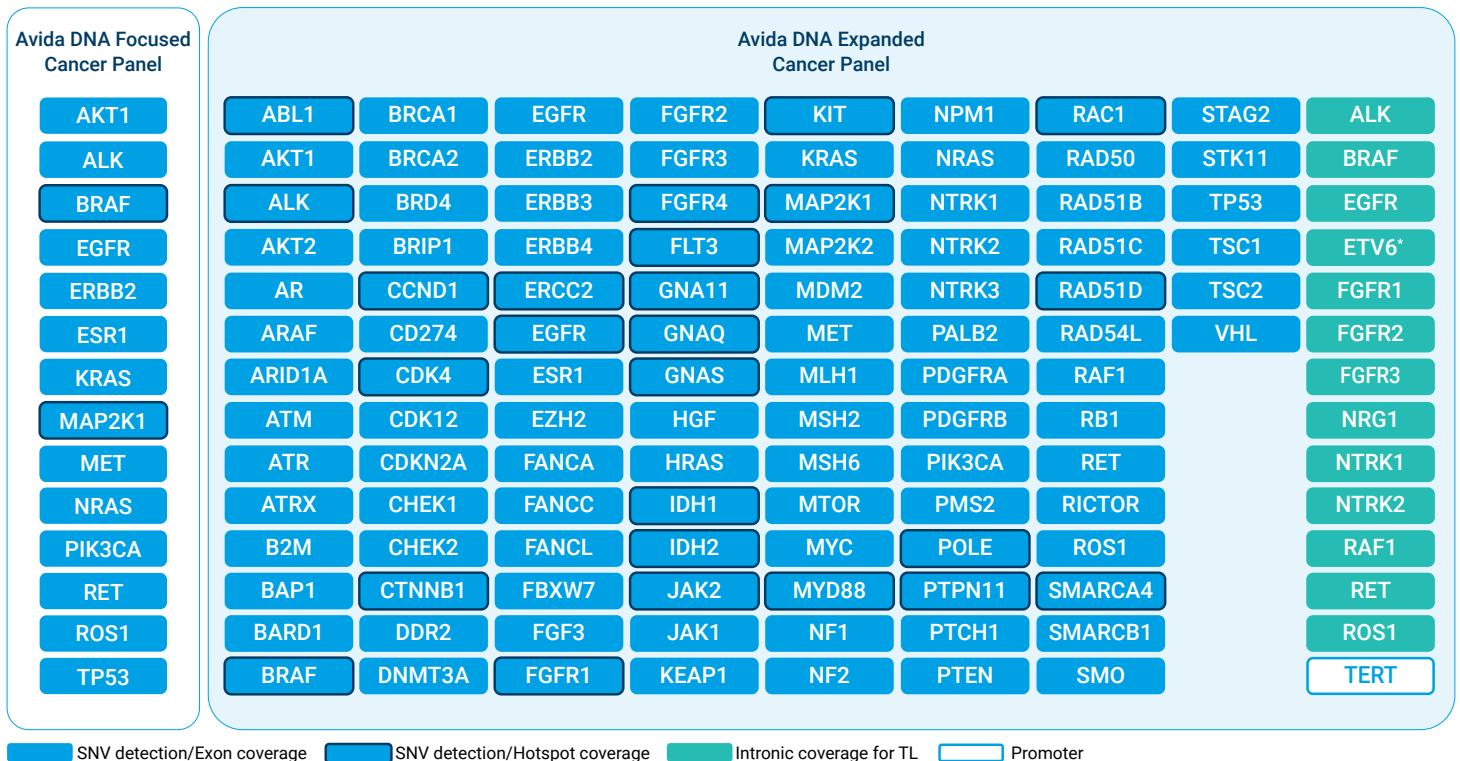 Avida DNA Focused
Cancer Panel
AKT1
ALK
BRAF
EGFR
ERBB2
ESR1
KRAS
MAP2K1
MET
NRAS
PIK3CA
RET
ROS1
TP53
Avida DNA Expanded
Cancer Panel
ABL1 BRCA1 EGFR FGFR2 KIT NPM1 RAC1 STAG2 ALK
AKT1 BRCA2 ERBB2 FGFR3 KRAS NRAS RAD50 STK11 BRAF
ALK BRD4 ERBB3 FGFR4 MAP2K1 NTRK1 RAD51B TP53 EGFR
AKT2 BRIP1 ERBB4 FLT3 MAP2K2 NTRK2 RAD51C TSC1 ETV6*
AR CCND1 ERCC2 GNA11 MDM2 NTRK3 RAD51D TSC2 FGFR1
ARAF CD274 EGFR GNAQ MET PALB2 RAD54L VHL FGFR2
ARID1A CDK4 ESR1 GNAS MLH1 PDGFRA RAF1 FGFR3
ATM CDK12 EZH2 HGF MSH2 PDGFRB RB1 NRG1
ATR CDKN2A FANCA HRAS MSH6 PIK3CA RET NTRK1
ATRX CHEK1 FANCC IDH1 MTOR PMS2 RICTOR NTRK2
B2M CHEK2 FANCL IDH2 MYC POLE ROS1 RAF1
BAP1 CTNNB1 FBXW7 JAK2 MYD88 PTPN11 SMARCA4 RET
BARD1 DDR2 FGF3 JAK1 NF1 PTCH1 SMARCB1 ROS1
BRAF DNMT3A FGFR1 KEAP1 NF2 PTEN SMO TERT
SNV detection/Exon coverage SNV detection/Hotspot coverage Intronic coverage for TL Promoter